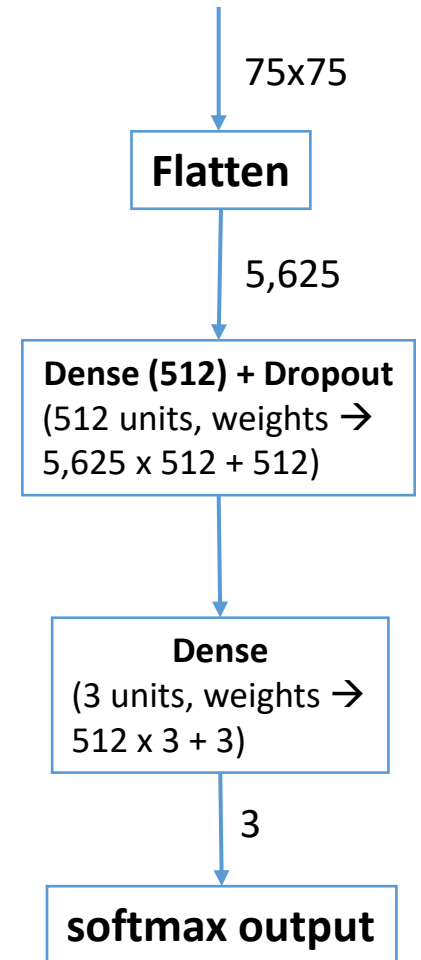 75x75
Flatten
5,625
Dense (512) + Dropout
(512 units, weights →
5,625 x 512 + 512)
Dense
(3 units, weights →
512 x 3 + 3)
3
softmax output